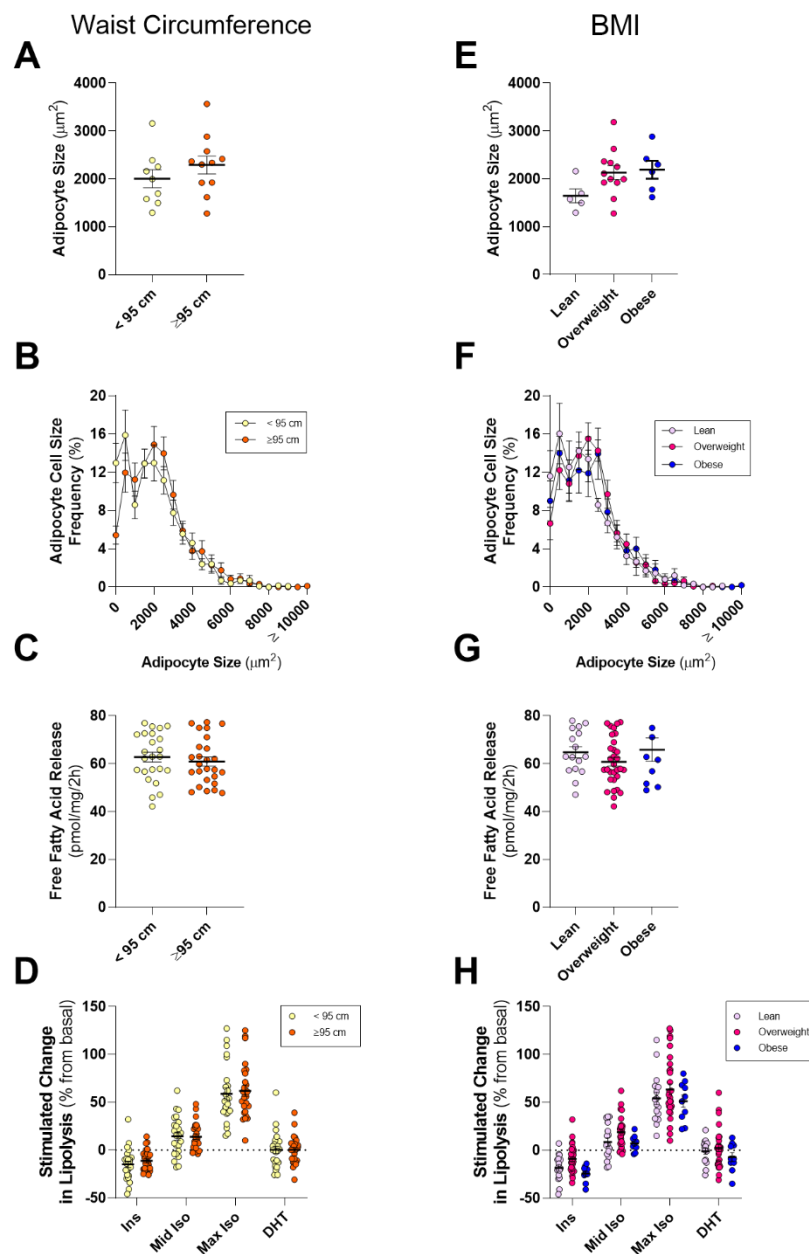 Waist Circumference
BMI
A
Adipocyte Size (μm²)
4000
3000
2000
1000
0
< 95 cm
≥95 cm
E
Adipocyte Size (μm²)
4000
3000
2000
1000
0
Lean
Overweight
Obese
B
Adipocyte Cell Size
Frequency (%)
20
16
12
8
4
0
< 95 cm
≥95 cm
0
2000
4000
6000
8000
≥ 10000
Adipocyte Size (μm²)
F
Adipocyte Cell Size
Frequency (%)
20
16
12
8
4
0
Lean
Overweight
Obese
0
2000
4000
6000
8000
≥ 10000
Adipocyte Size (μm²)
C
Free Fatty Acid Release
(pmol/mg/2h)
80
60
40
20
0
< 95 cm
≥95 cm
G
Free Fatty Acid Release
(pmol/mg/2h)
80
60
40
20
0
Lean
Overweight
Obese
D
Stimulated Change
in Lipolysis (% from basal)
150
100
50
0
-50
< 95 cm
≥95 cm
Ins
Mid Iso
Max Iso
DHT
H
Stimulated Change
in Lipolysis (% from basal)
150
100
50
0
-50
Lean
Overweight
Obese
Ins
Mid Iso
Max Iso
DHT